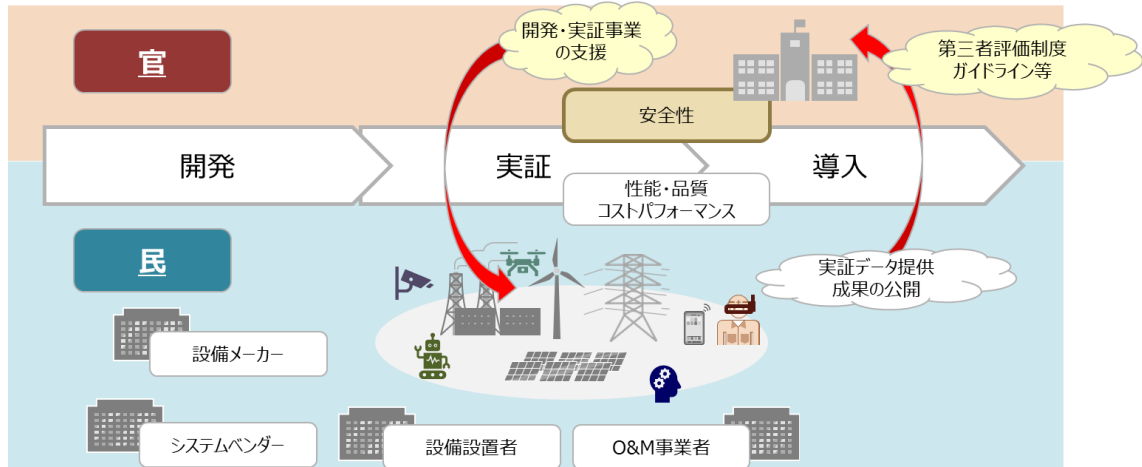 官
開発・実証事業
の支援
第三者評価制度
ガイドライン等
安全性
開発
実証
導入
性能・品質
コストパフォーマンス
民
実証データ提供
成果の公開
設備メーカー
システムベンダー
設備設置者
O&M事業者